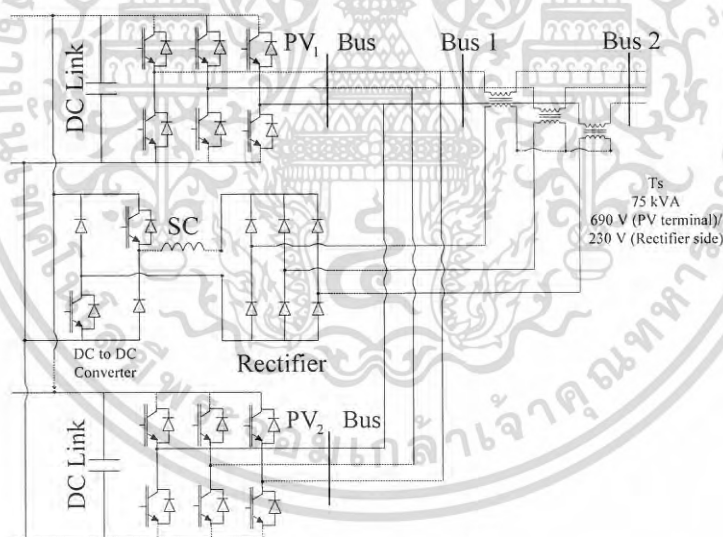 PV₁ Bus
Bus 1
Bus 2
DC Link
SC
Ts
75 kVA
690 V (PV terminal)/
230 V (Rectifier side)
DC to DC
Converter
Rectifier
PV₂ Bus
DC Link